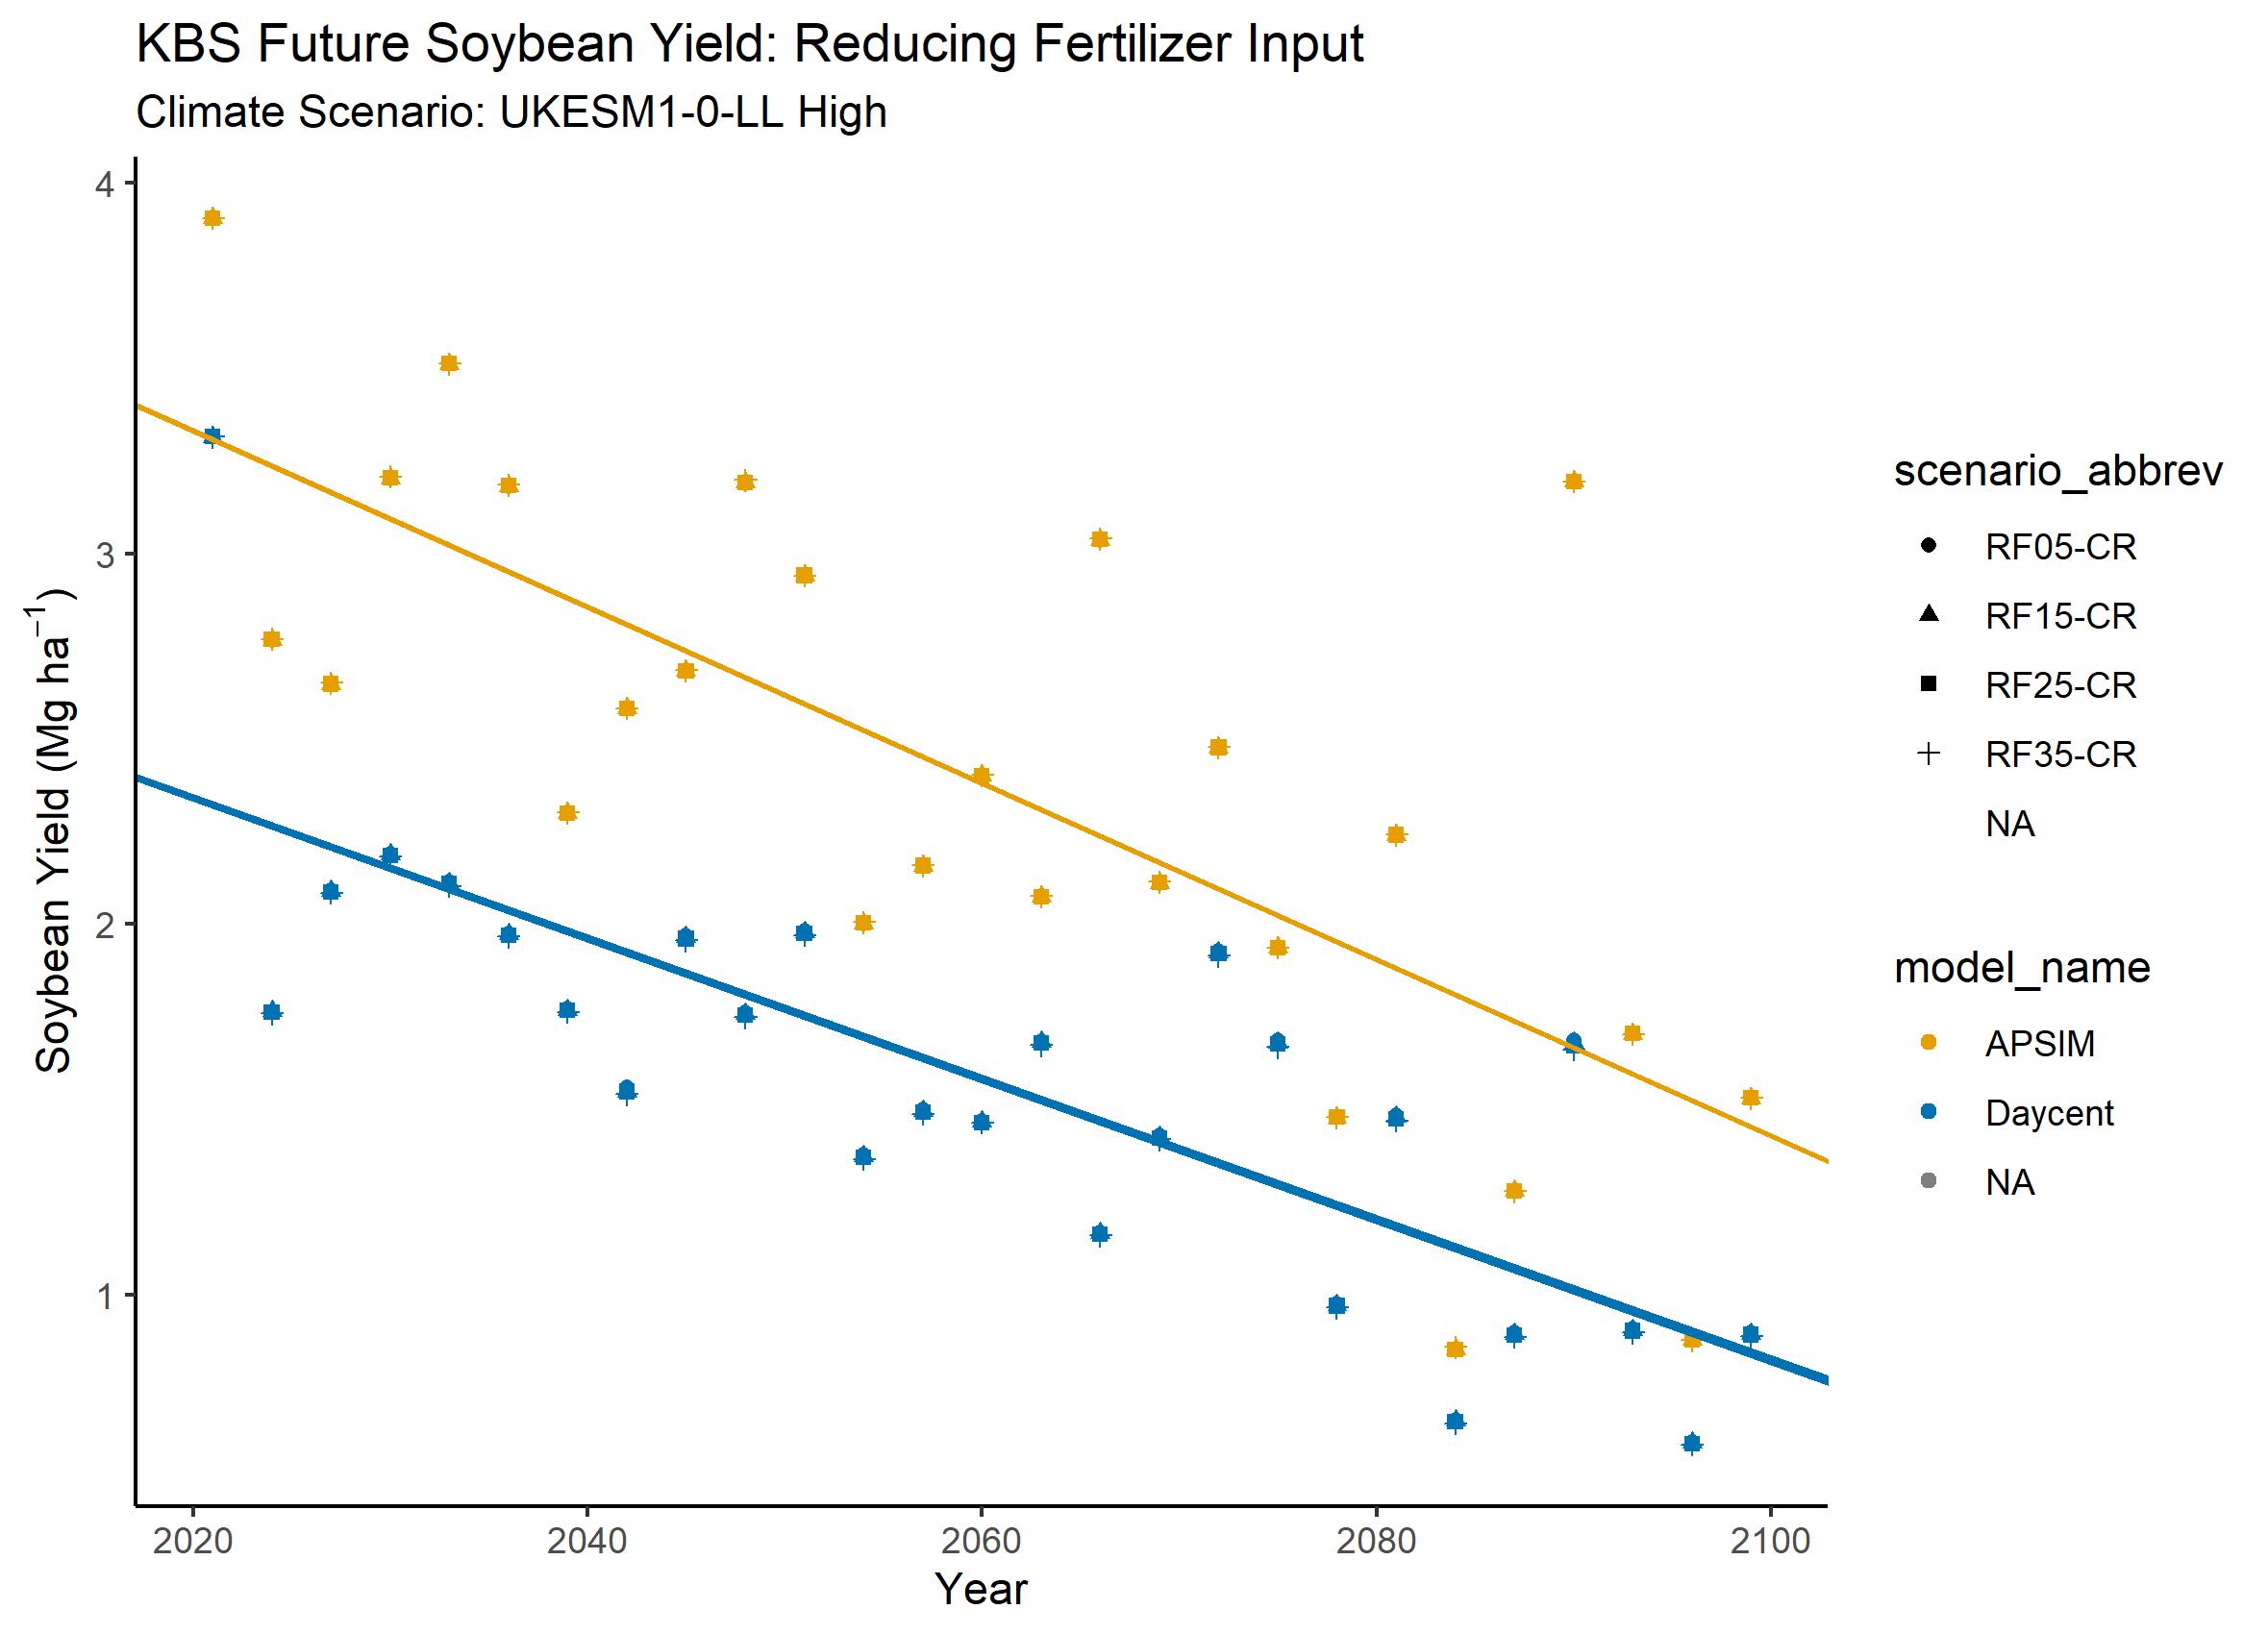 KBS Future Soybean Yield: Reducing Fertilizer Input
Climate Scenario: UKESM1-0-LL High
4
3
2
1
Soybean Yield (Mg ha⁻¹)
2020 2040 2060 2080 2100
Year
scenario_abbrev
RF05-CR
RF15-CR
RF25-CR
RF35-CR
NA
model_name
APSIM
Daycent
NA